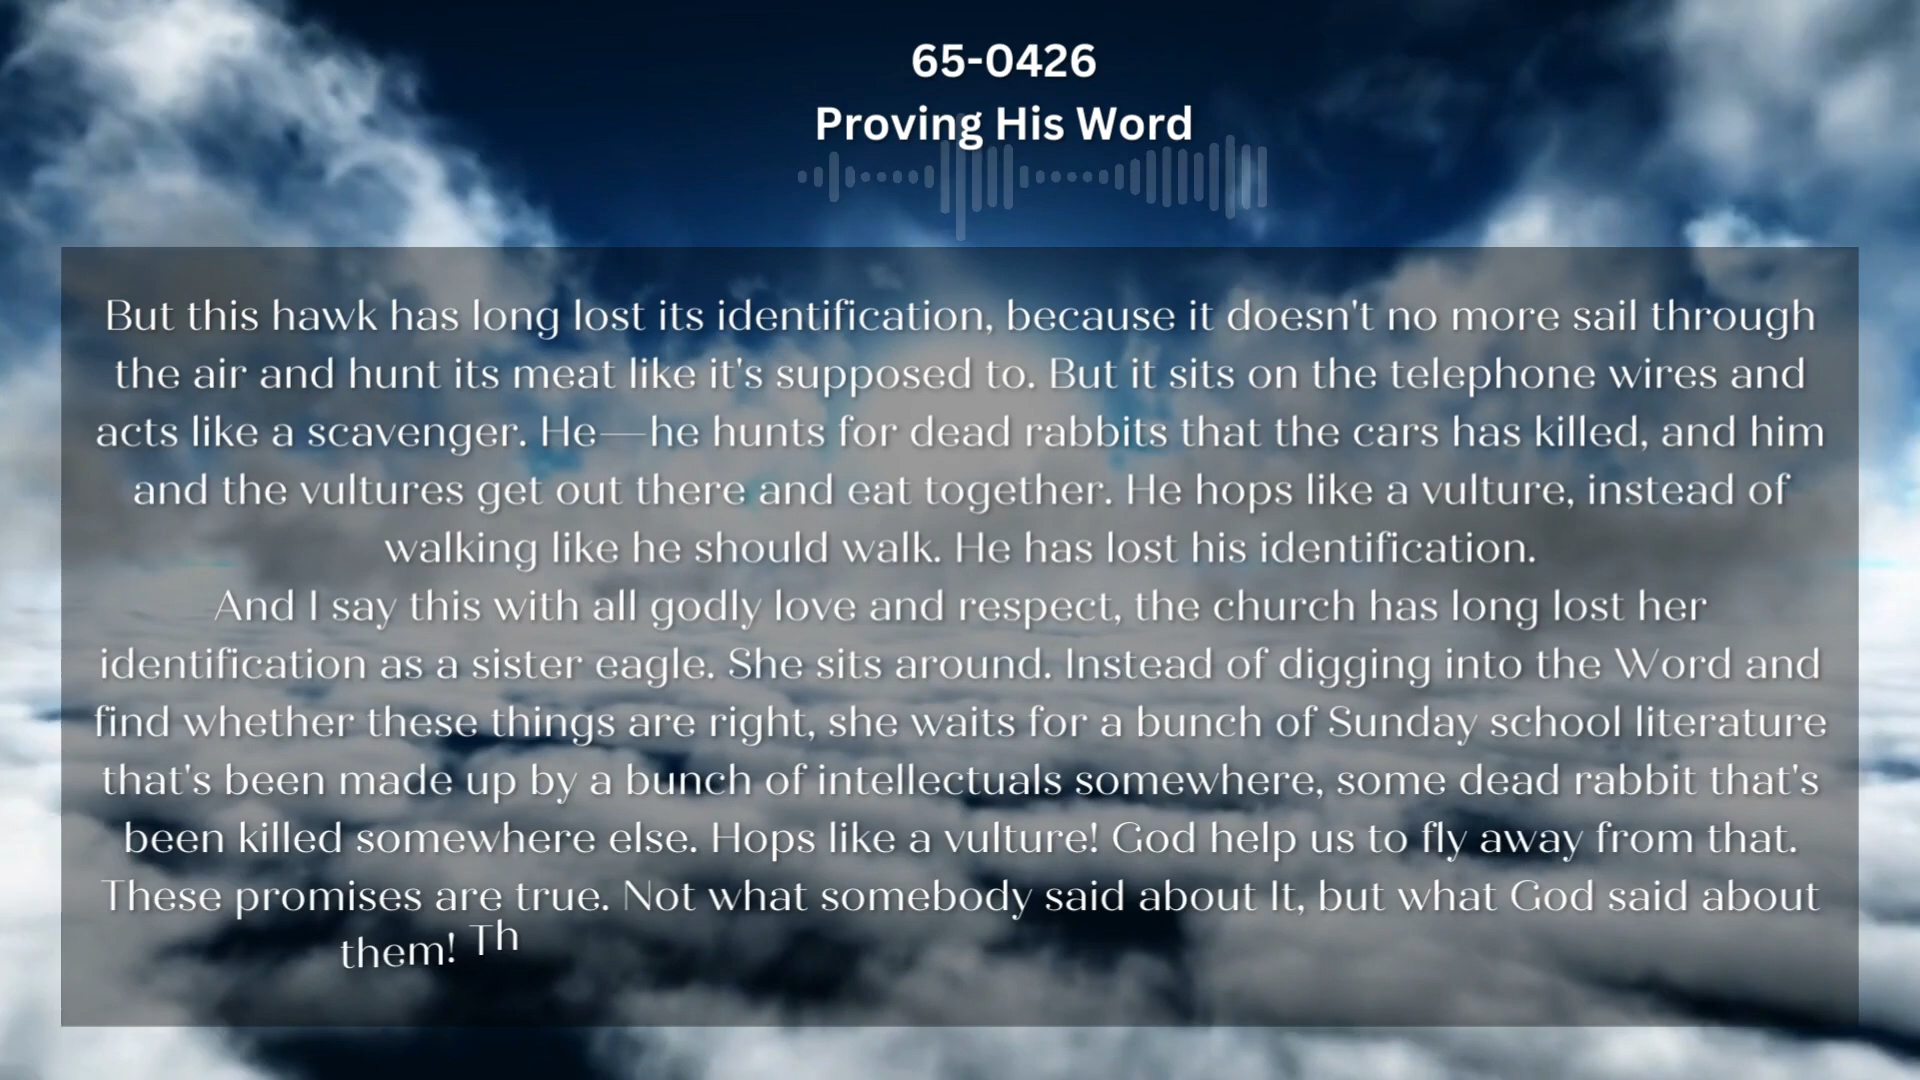 65-0426
Proving His Word
But this hawk has long lost its identification, because it doesn't no more sail through
the air and hunt its meat like it's supposed to. But it sits on the telephone wires and
acts like a scavenger. He—he hunts for dead rabbits that the cars has killed, and him
and the vultures get out there and eat together. He hops like a vulture, instead of
walking like he should walk. He has lost his identification.
And I say this with all godly love and respect, the church has long lost her
identification as a sister eagle. She sits around. Instead of digging into the Word and
find whether these things are right, she waits for a bunch of Sunday school literature
that's been made up by a bunch of intellectuals somewhere, some dead rabbit that's
been killed somewhere else. Hops like a vulture! God help us to fly away from that.
These promises are true. Not what somebody said about It, but what God said about
them! Th